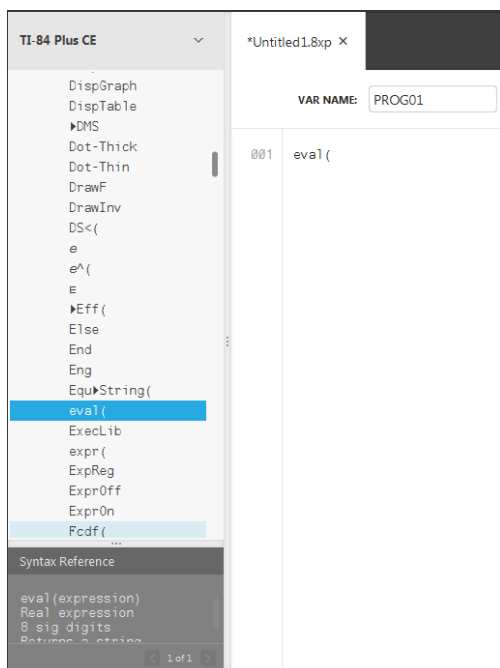 TI-84 Plus CE
DispGraph
DispTable
▶DMS
Dot-Thick
Dot-Thin
DrawF
DrawInv
DS<(
e
e^(
ᴇ
▶Eff(
Else
End
Eng
Equ▶String(
eval(
ExecLib
expr(
ExpReg
ExprOff
ExprOn
Fcdf(
Syntax Reference
eval(expression)
Real expression
8 sig digits
Returns a string
1 of 1
*Untitled1.8xp ×
VAR NAME: PROG01
001 eval(